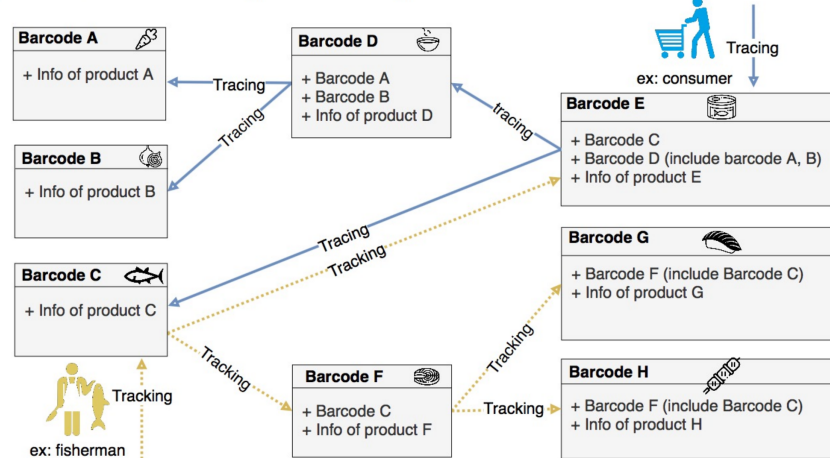 Barcode A
+ Info of product A
Barcode B
+ Info of product B
Barcode C
+ Info of product C
ex: fisherman
Tracking
Tracing
Tracing
Barcode D
+ Barcode A
+ Barcode B
+ Info of product D
tracing
Tracing
Tracking
Tracking
Barcode F
+ Barcode C
+ Info of product F
Tracking
Tracking
ex: consumer
Tracing
Barcode E
+ Barcode C
+ Barcode D (include barcode A, B)
+ Info of product E
Barcode G
+ Barcode F (include Barcode C)
+ Info of product G
Barcode H
+ Barcode F (include Barcode C)
+ Info of product H